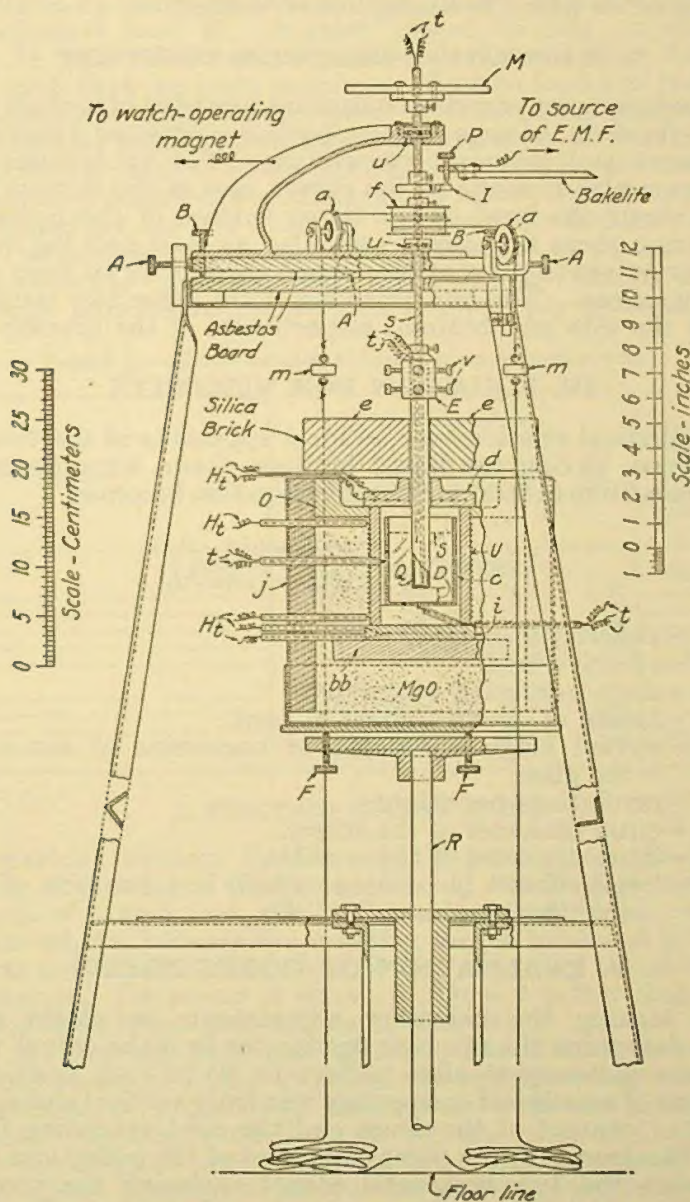 t
M
To watch-operating
magnet
To source
of E.M.F.
P
u
I
Bakelite
f
a
a
B
B
u
A
A
A
Asbestos
Board
s
t
m
m
v
E
Silica
Brick
e
e
d
Ht
O
Ht
S
U
t
Q
D
c
j
i
Ht
t
bb
MgO
F
F
R
Floor line
0 5 10 15 20 25 30
Scale-Centimeters
1 0 1 2 3 4 5 6 7 8 9 10 11 12
Scale-inches